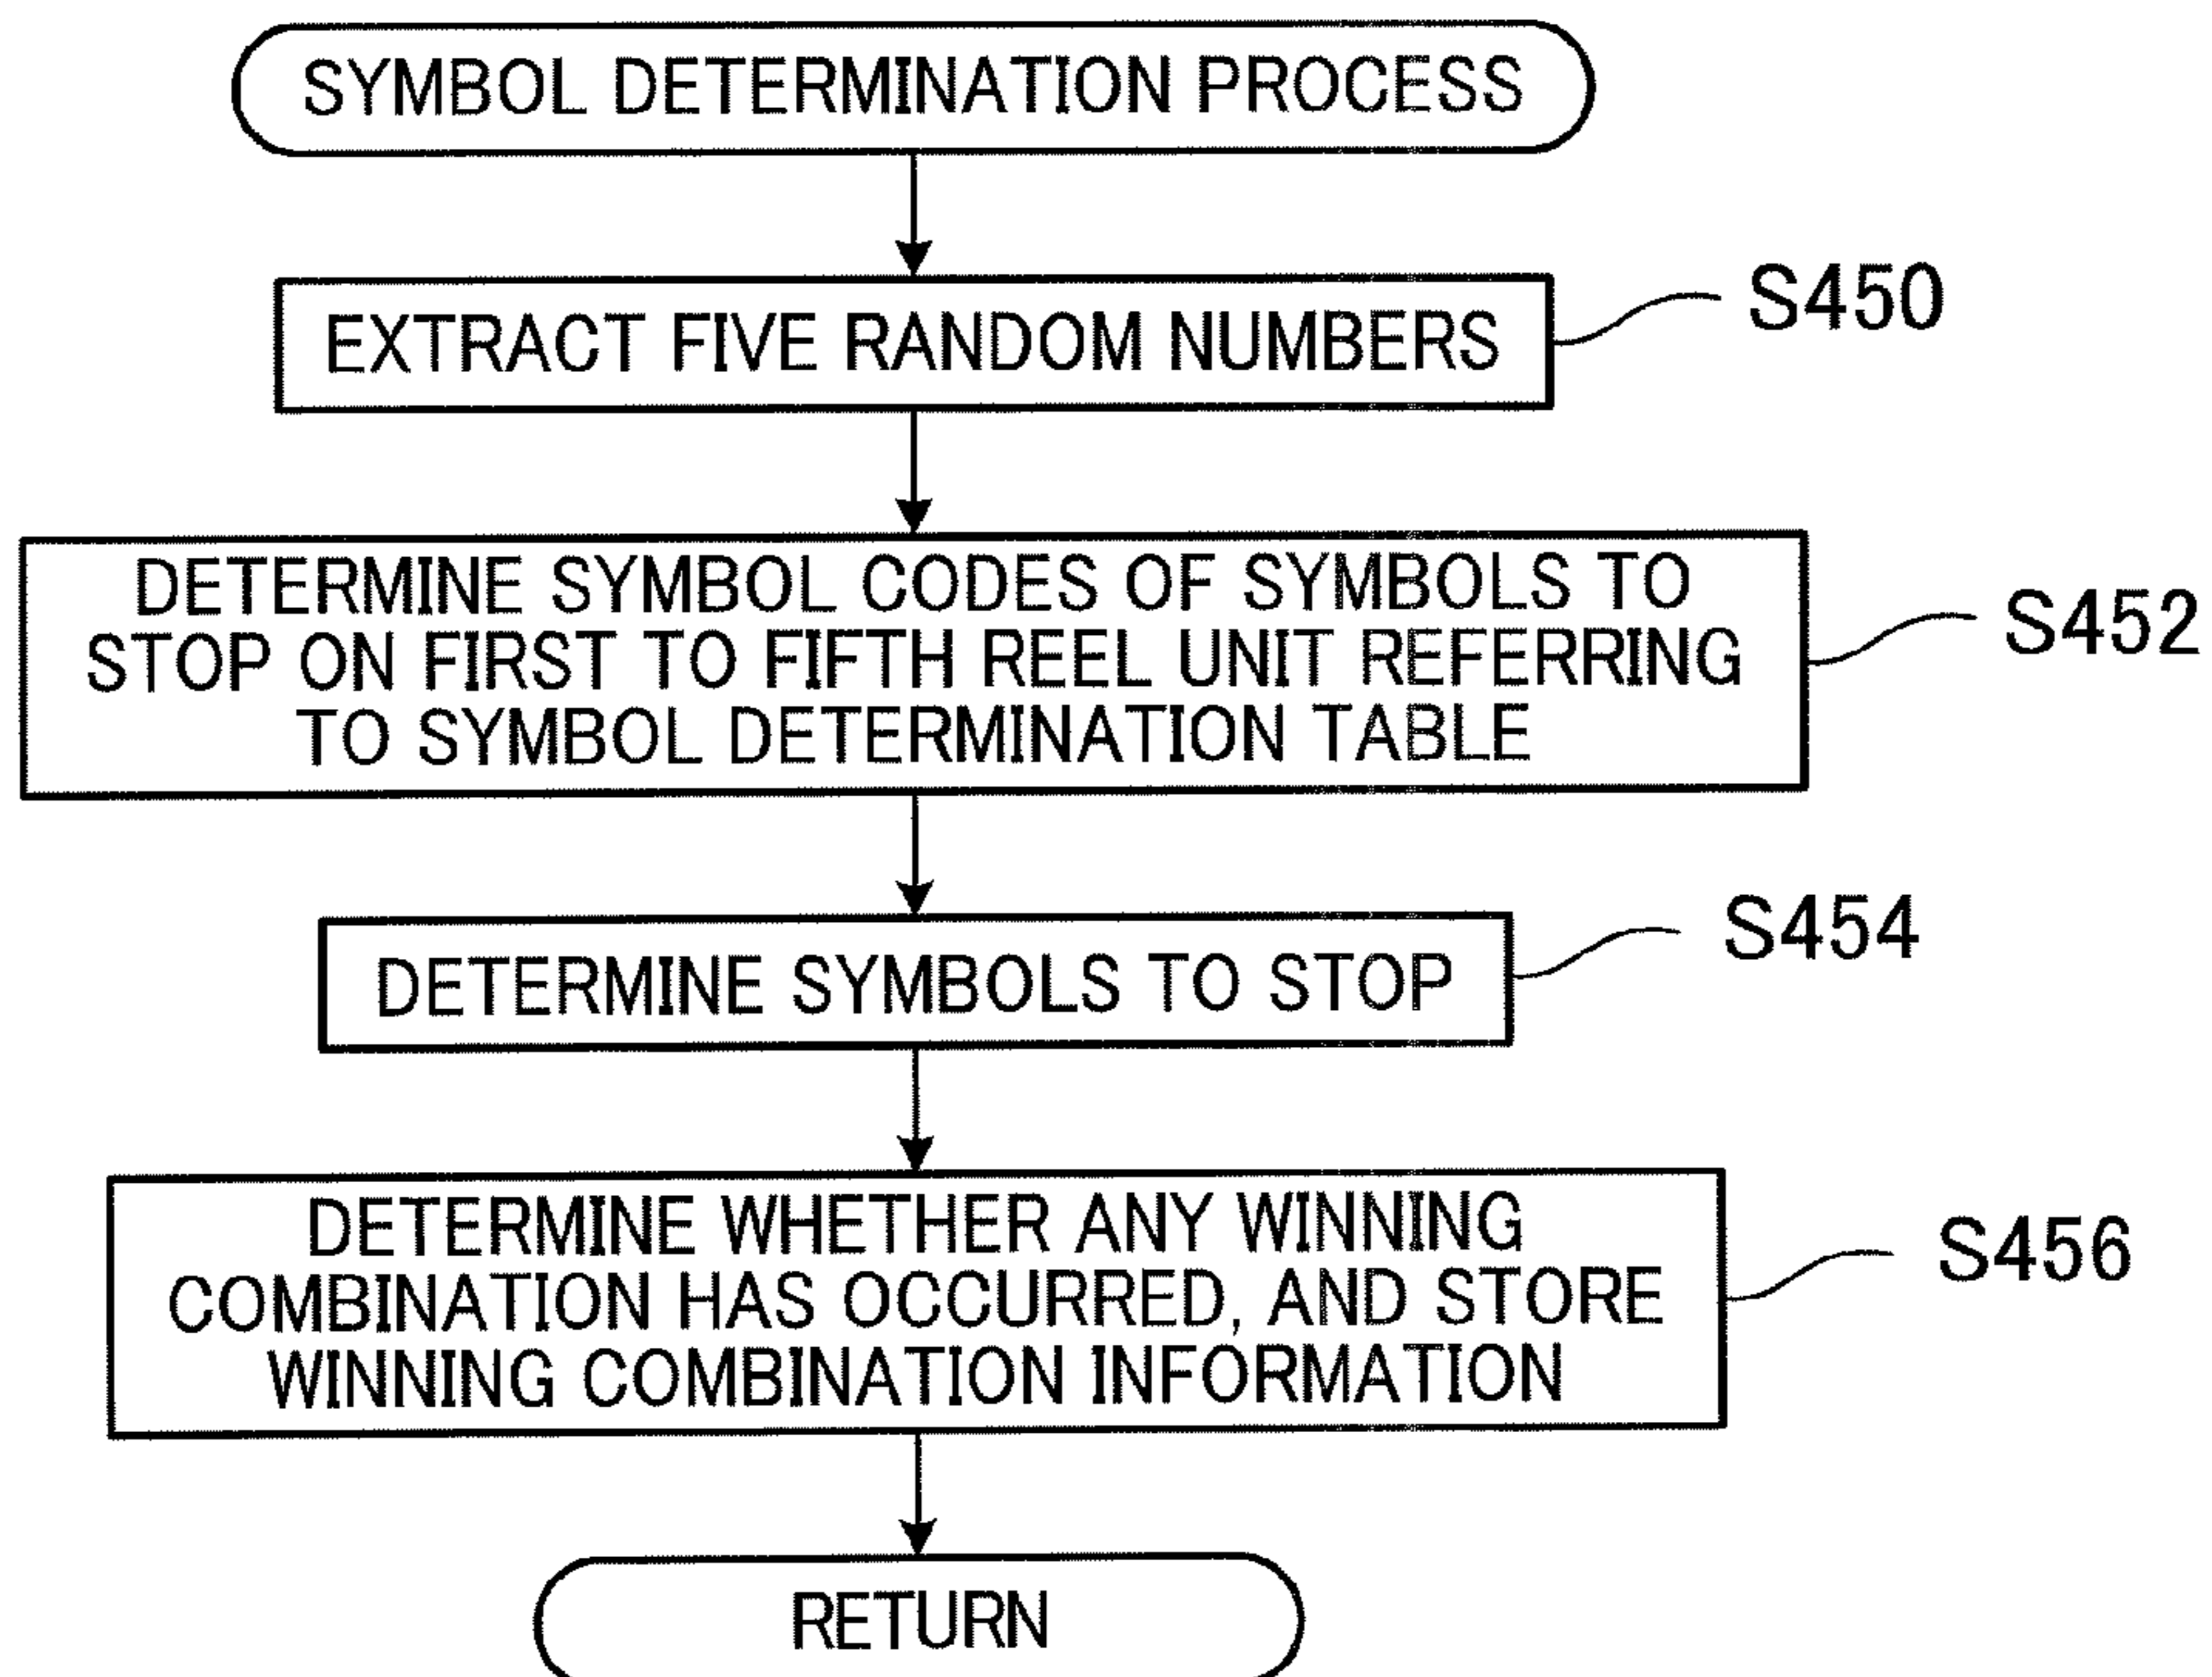 SYMBOL DETERMINATION PROCESS
EXTRACT FIVE RANDOM NUMBERS
S450
DETERMINE SYMBOL CODES OF SYMBOLS TO
STOP ON FIRST TO FIFTH REEL UNIT REFERRING
TO SYMBOL DETERMINATION TABLE
S452
DETERMINE SYMBOLS TO STOP
S454
DETERMINE WHETHER ANY WINNING
COMBINATION HAS OCCURRED, AND STORE
WINNING COMBINATION INFORMATION
S456
RETURN